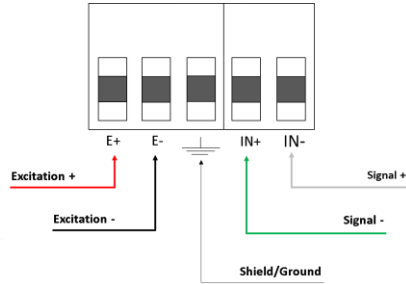 E+ E- IN+ IN-
Excitation +
Signal +
Excitation -
Signal -
Shield/Ground